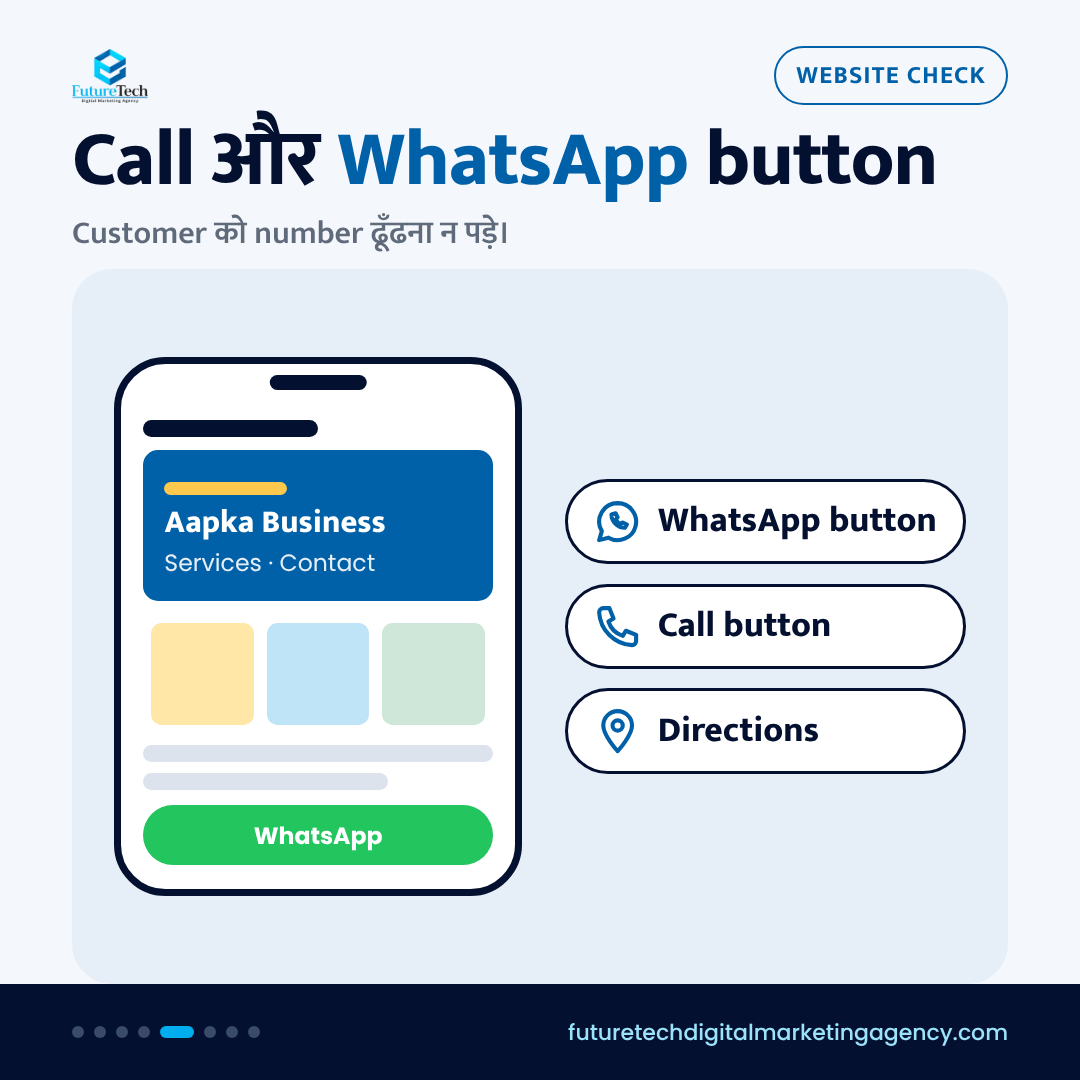 FutureTech
Digital Marketing Agency
WEBSITE CHECK
Call और WhatsApp button
Customer को number ढूँढना न पड़े।
Aapka Business
Services · Contact
WhatsApp
WhatsApp button
Call button
Directions
futuretechdigitalmarketingagency.com